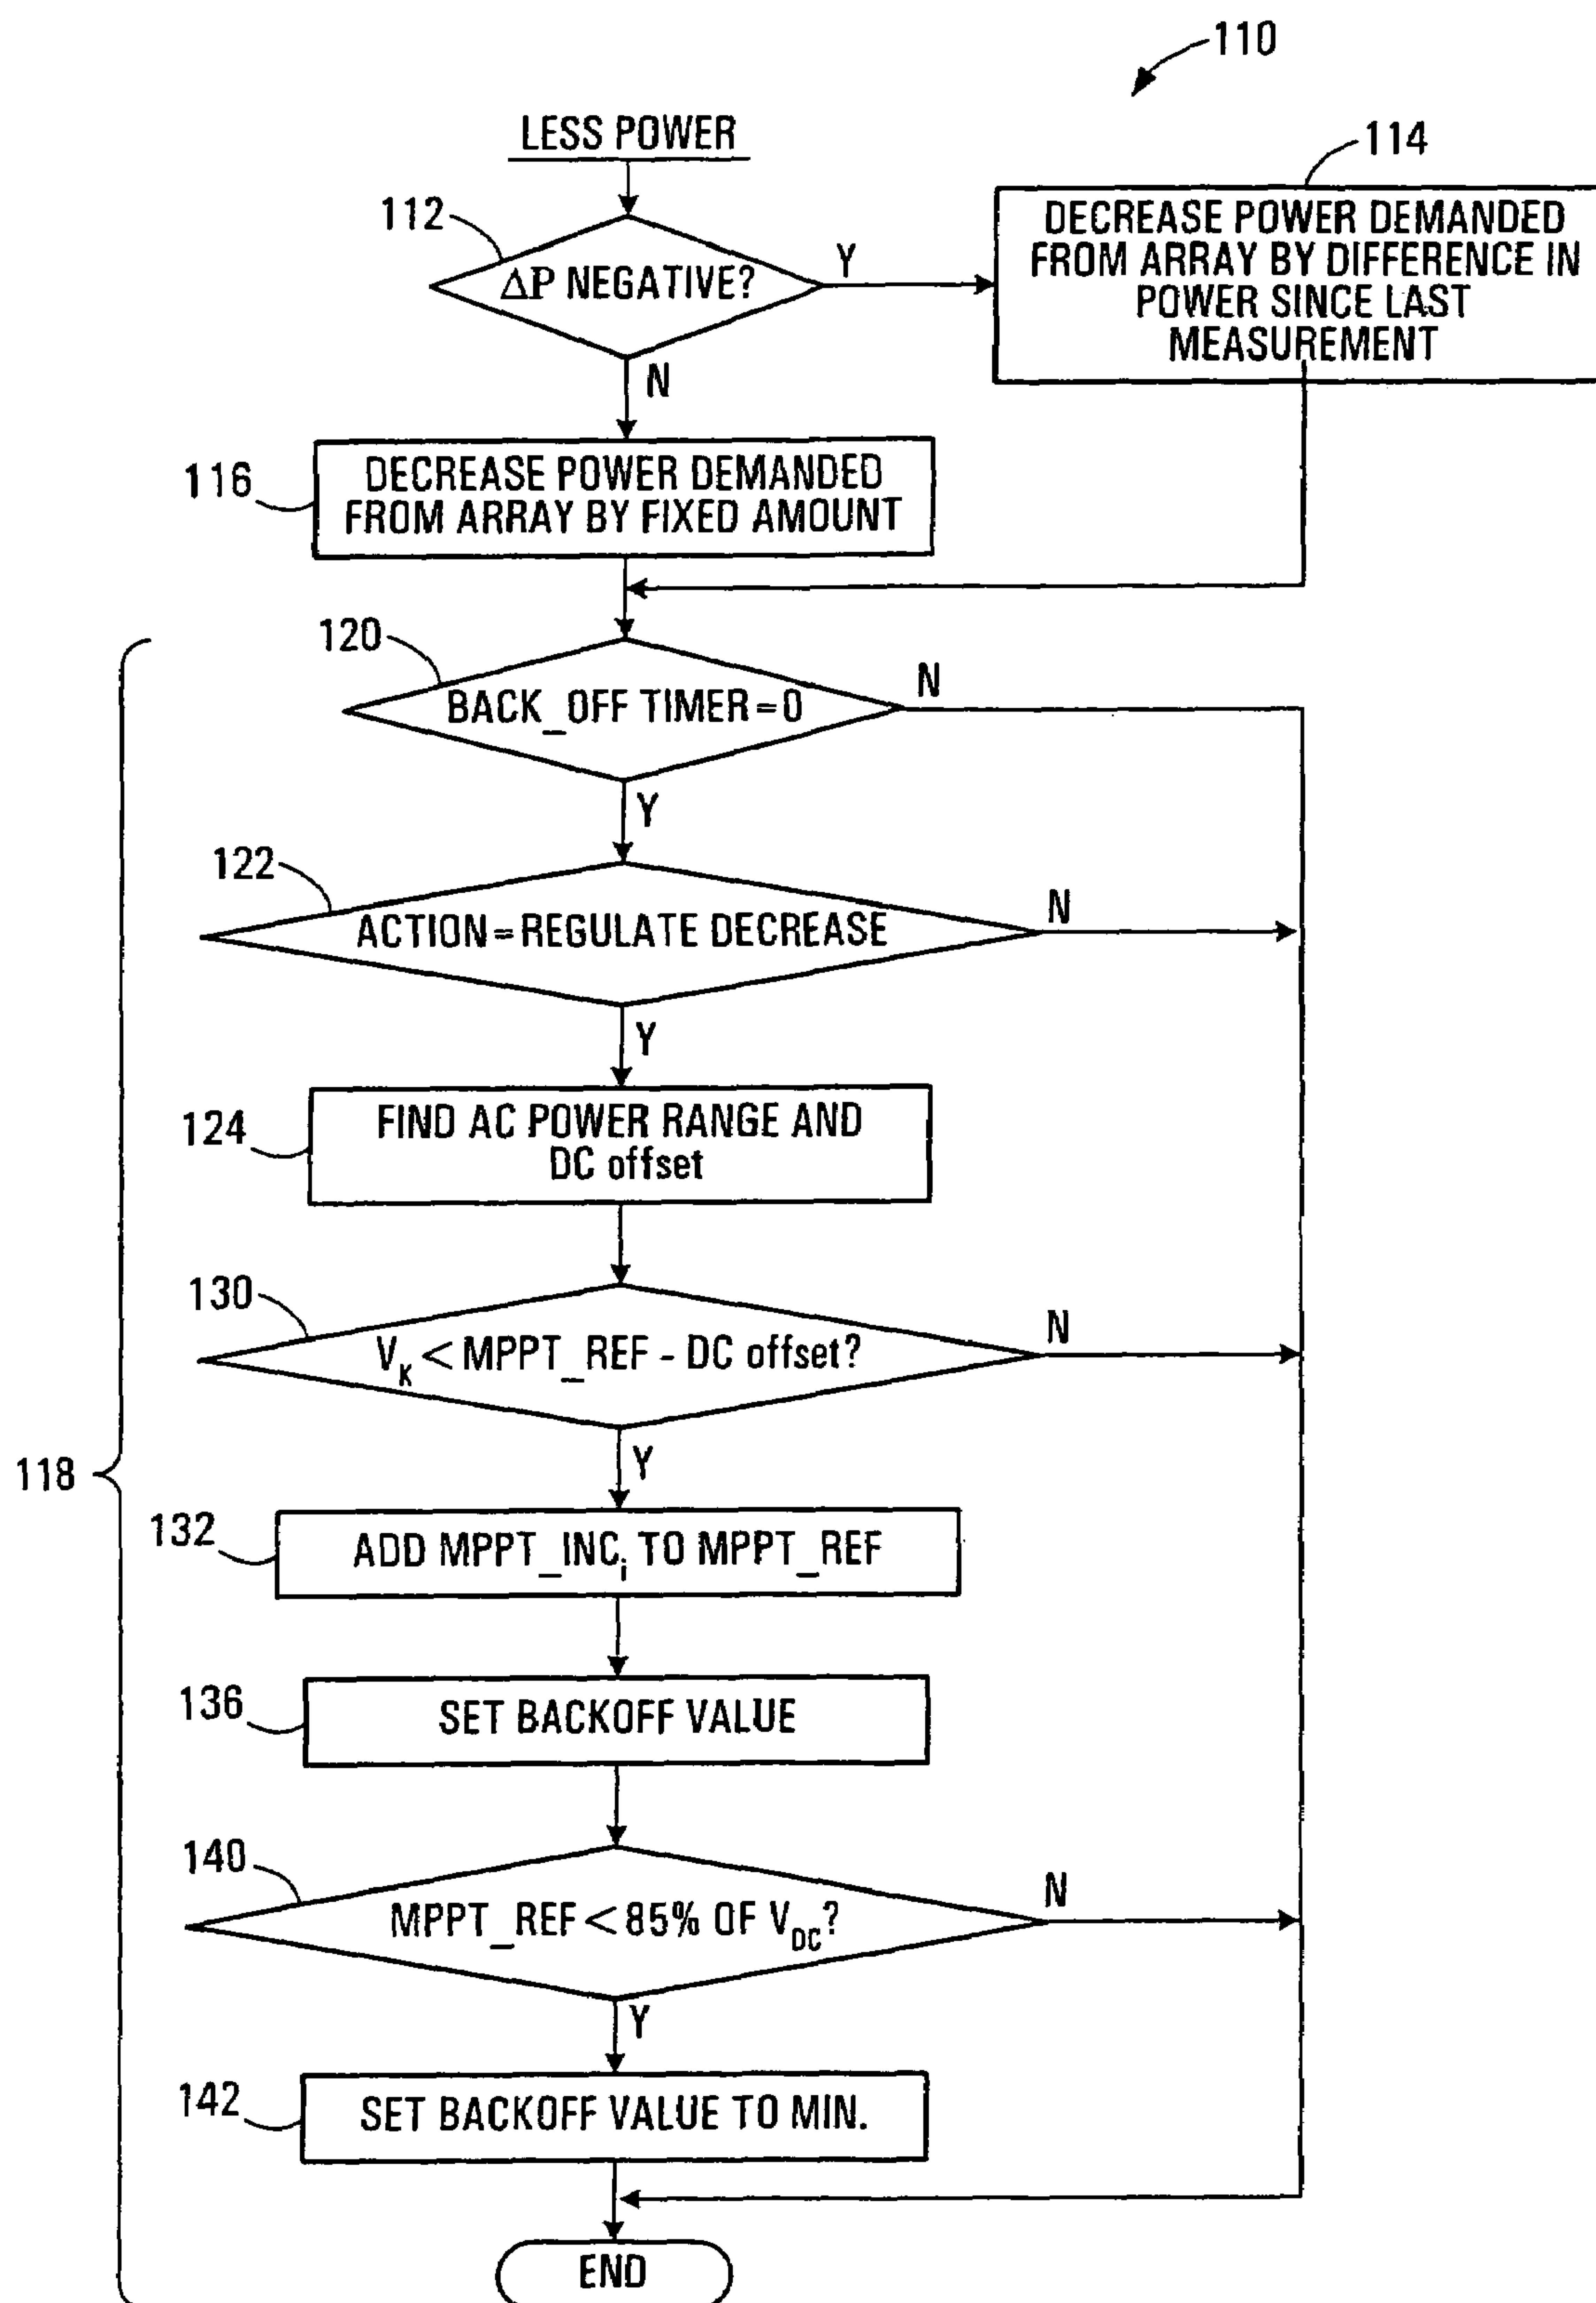 110
LESS POWER
114
112
ΔP NEGATIVE?
Y
DECREASE POWER DEMANDED
FROM ARRAY BY DIFFERENCE IN
POWER SINCE LAST
MEASUREMENT
N
116
DECREASE POWER DEMANDED
FROM ARRAY BY FIXED AMOUNT
120
BACK_OFF TIMER=0
N
Y
122
ACTION=REGULATE DECREASE
N
Y
124
FIND AC POWER RANGE AND
DC offset
130
V_K < MPPT_REF - DC offset?
N
Y
118
132
ADD MPPT_INC_i TO MPPT_REF
136
SET BACKOFF VALUE
140
MPPT_REF < 85% OF V_DC?
N
Y
142
SET BACKOFF VALUE TO MIN.
END